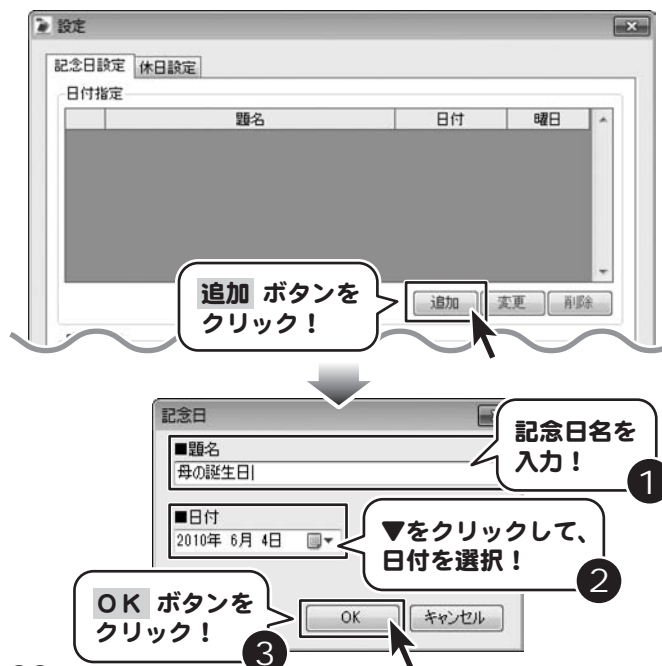 設定
記念日設定 休日設定
日付指定
題名 日付 曜日
追加 ボタンを
クリック！
追加 変更 削除
記念日
記念日名を
入力！
1
■題名
母の誕生日
■日付
2010年 6月 4日
▼をクリックして、
日付を選択！
2
OK ボタンを
クリック！
3
OK キャンセル